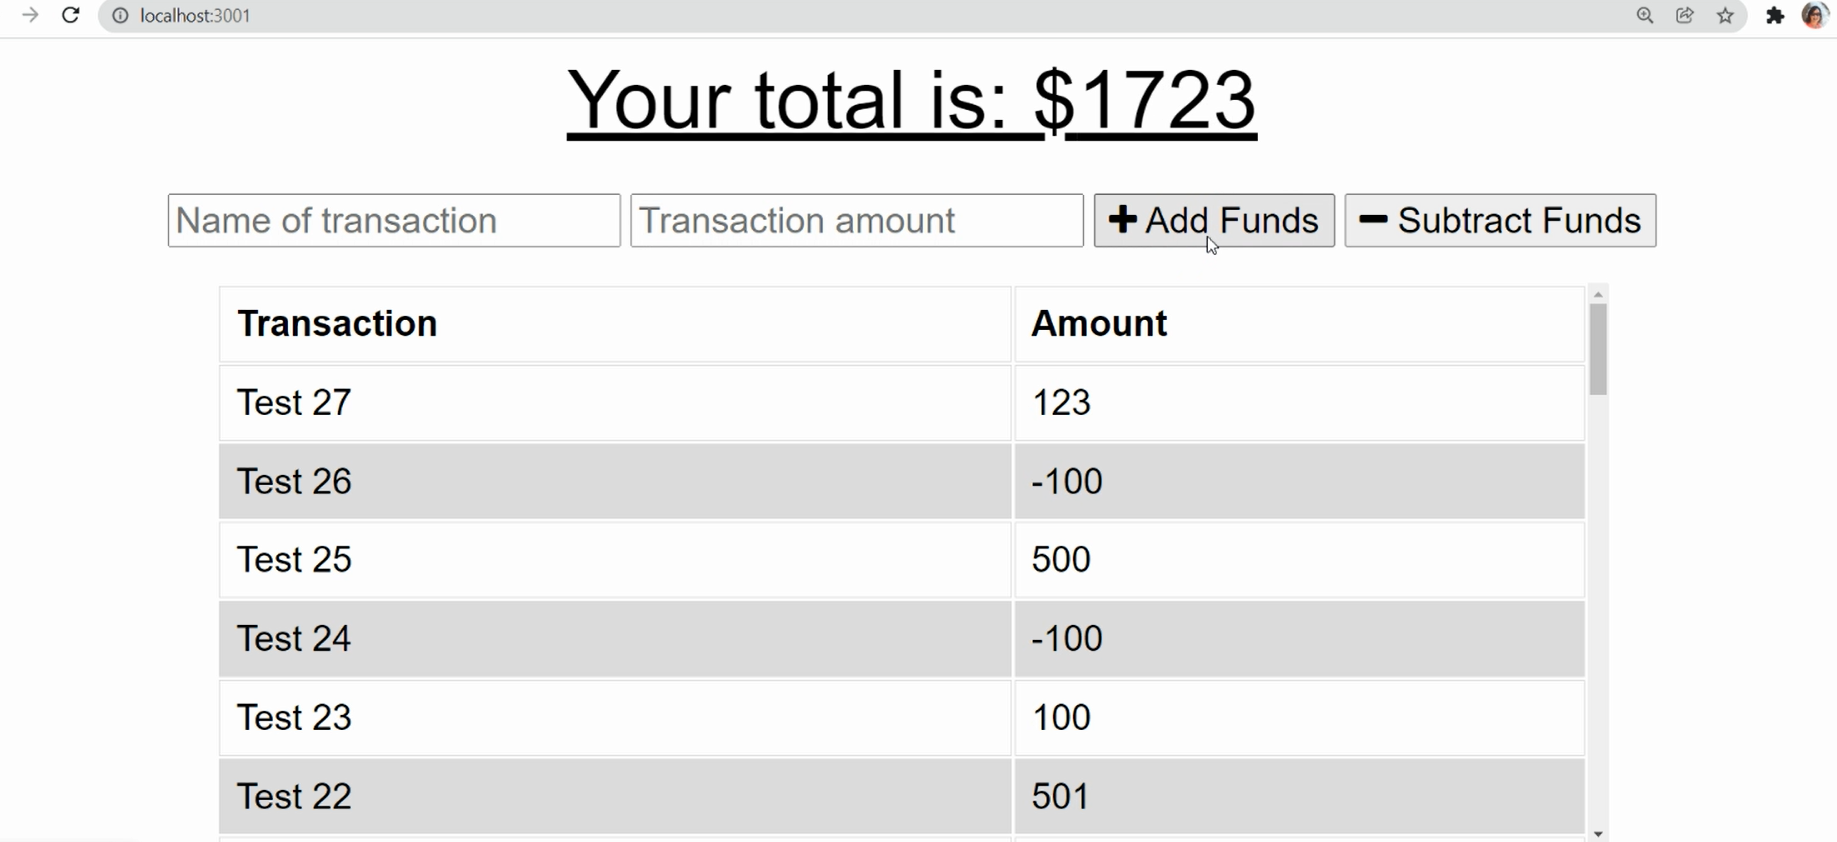 localhost:3001
Your total is: $1723
Name of transaction Transaction amount Add Funds Subtract Funds
Transaction Amount
Test 27 123
Test 26 -100
Test 25 500
Test 24 -100
Test 23 100
Test 22 501